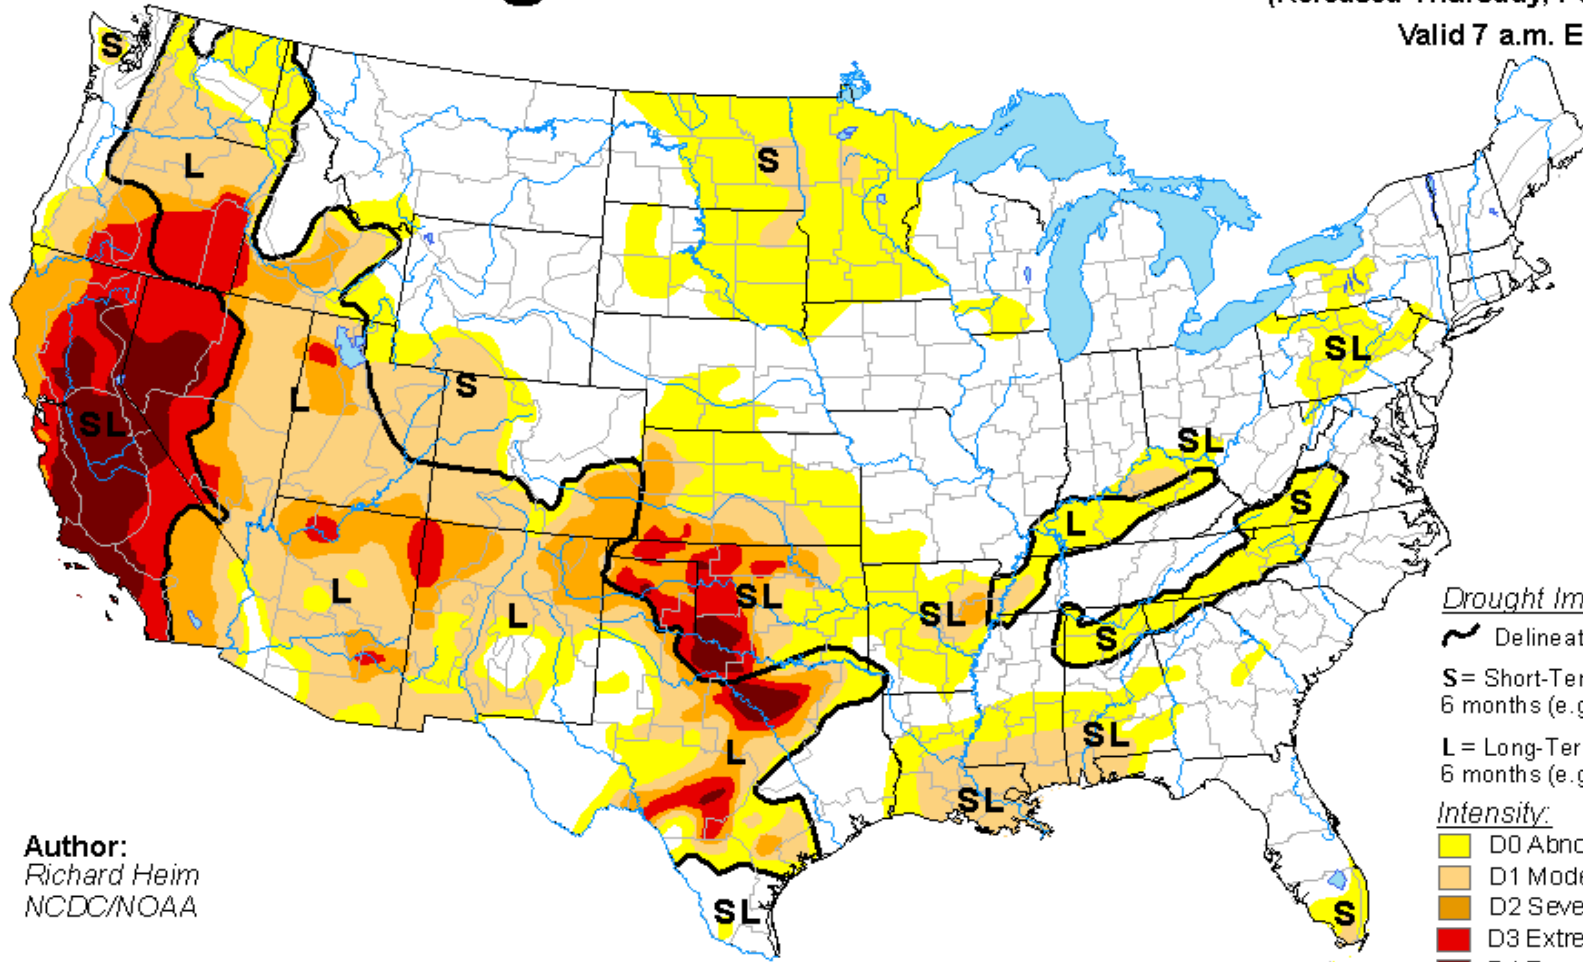 Valid 7 a.m. E
S
L
S
S
L
SL
SL
SL
L
S
L
L
SL
SL
S
SL
SL
L
SL
SL
S
Drought Im
Delineat
S = Short-Ter
6 months (e.g
L = Long-Ter
6 months (e.g
Intensity:
D0 Abno
D1 Mode
D2 Seve
D3 Extre
Author:
Richard Heim
NCDC/NOAA